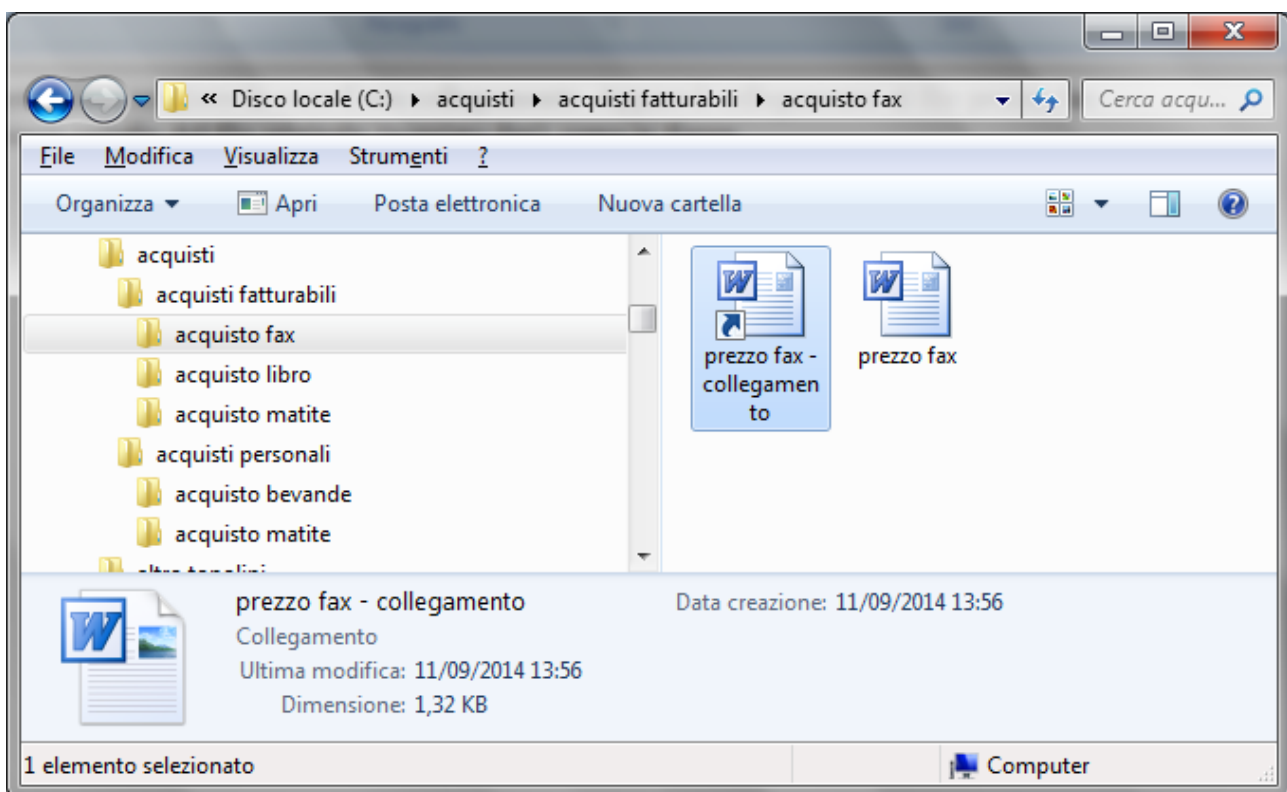 « Disco locale (C:) ▸ acquisti ▸ acquisti fatturabili ▸ acquisto fax
Cerca acqu...
File Modifica Visualizza Strumenti ?
Organizza Apri Posta elettronica Nuova cartella
acquisti
acquisti fatturabili
acquisto fax
acquisto libro
acquisto matite
acquisti personali
acquisto bevande
acquisto matite
prezzo fax -
collegamen
to
prezzo fax
prezzo fax - collegamento
Collegamento
Ultima modifica: 11/09/2014 13:56
Dimensione: 1,32 KB
Data creazione: 11/09/2014 13:56
1 elemento selezionato
Computer